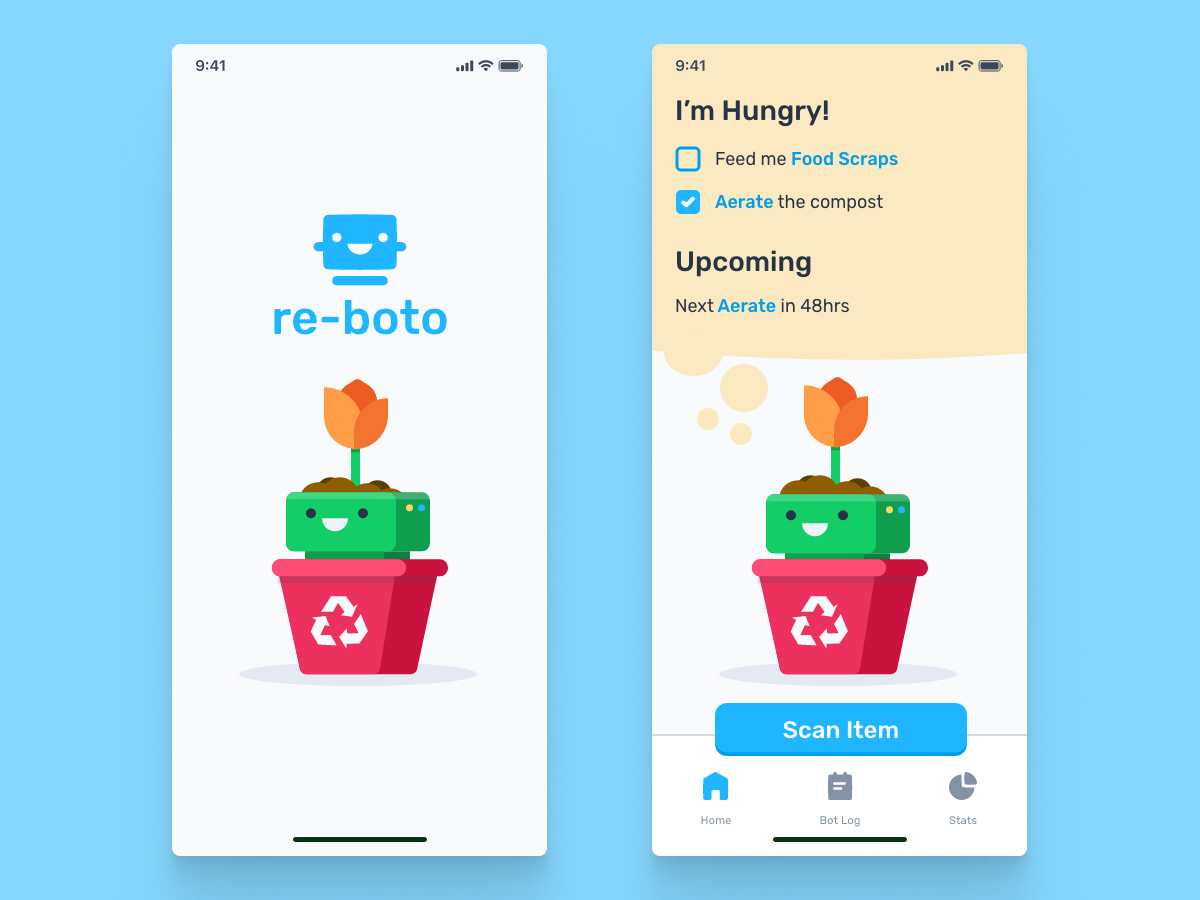 9:41
re-boto
9:41
I’m Hungry!
Feed me Food Scraps
Aerate the compost
Upcoming
Next Aerate in 48hrs
Scan Item
Home
Bot Log
Stats